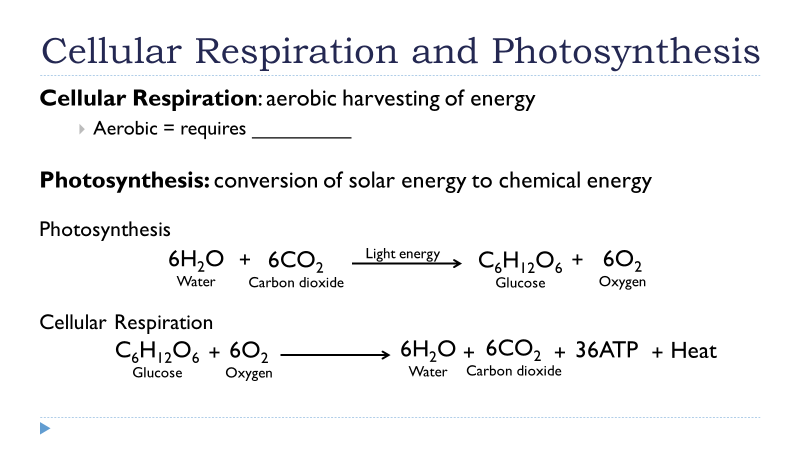 Cellular Respiration and Photosynthesis
Cellular Respiration: aerobic harvesting of energy
Aerobic = requires __________
Photosynthesis: conversion of solar energy to chemical energy
Photosynthesis
Light energy
6H₂O + 6CO₂ C₆H₁₂O₆ + 6O₂
Water Carbon dioxide Glucose Oxygen
Cellular Respiration
C₆H₁₂O₆ + 6O₂ 6H₂O + 6CO₂ + 36ATP + Heat
Glucose Oxygen Water Carbon dioxide